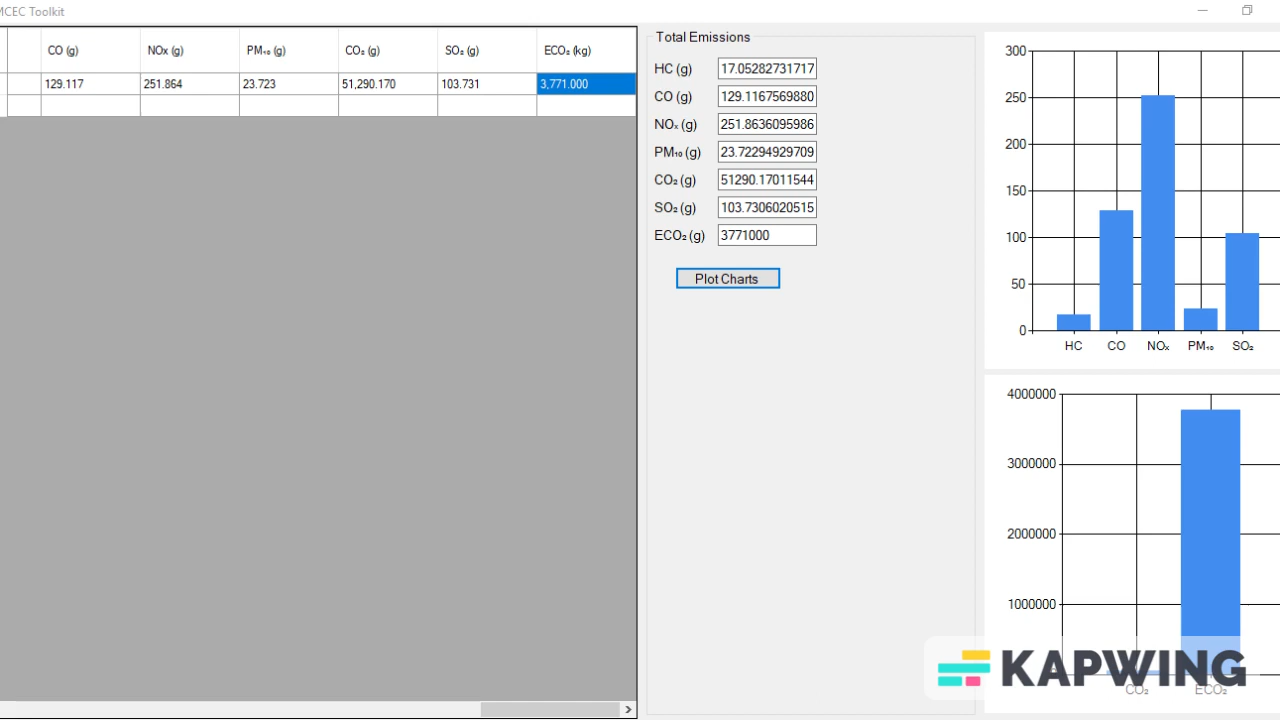 MCEC Toolkit
CO (g) NOx (g) PM₁₀ (g) CO₂ (g) SO₂ (g) ECO₂ (kg)
129.117 251.864 23.723 51,290.170 103.731 3,771.000
Total Emissions
HC (g) 17.05282731717
CO (g) 129.1167569880
NOₓ (g) 251.8636095986
PM₁₀ (g) 23.72294929709
CO₂ (g) 51290.17011544
SO₂ (g) 103.7306020515
ECO₂ (g) 3771000
Plot Charts
300
250
200
150
100
50
0
HC CO NOₓ PM₁₀ SO₂
4000000
3000000
2000000
1000000
CO₂ ECO₂
KAPWING